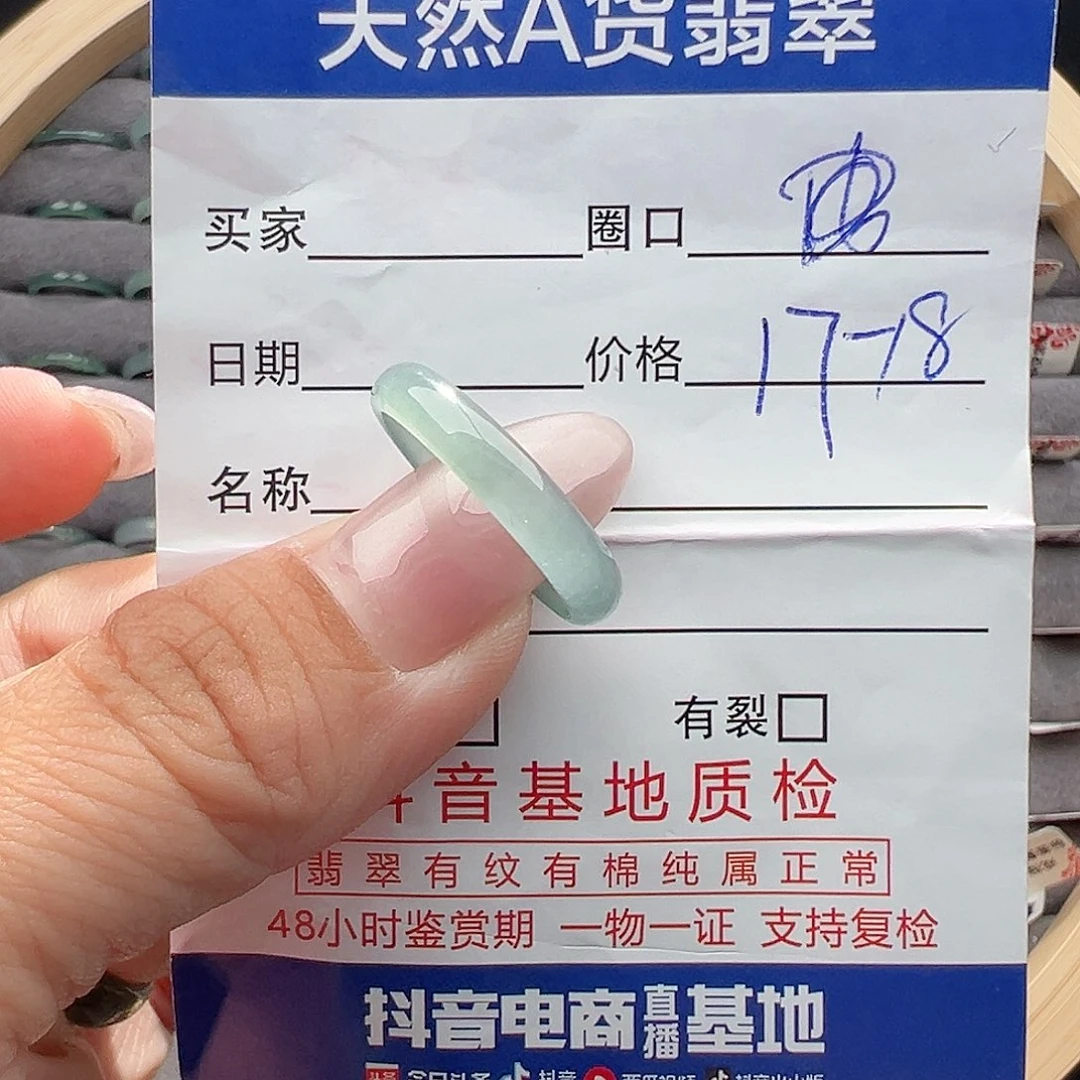 天然A货翡翠
买家 圈口
日期 价格 17-18
名称
有裂
音基地质检
翡翠有纹有棉纯属正常
48小时鉴赏期 一物一证 支持复检
抖音电商直播基地